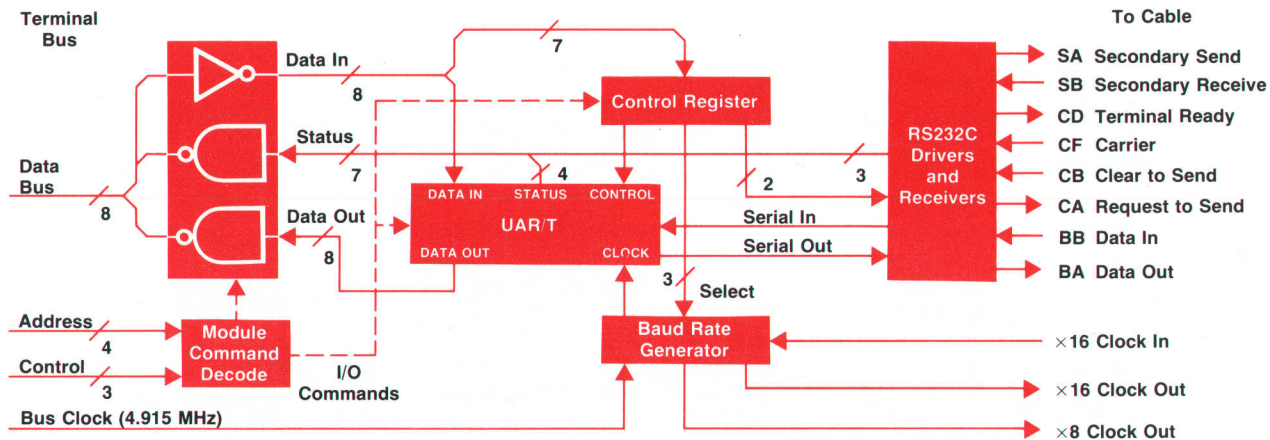 Terminal
Bus
To Cable
Data In
8
7
Control Register
Status
7
4
2
3
Data
Bus
8
Data Out
8
DATA IN
STATUS
CONTROL
UAR/T
DATA OUT
CLOCK
Serial In
Serial Out
RS232C
Drivers
and
Receivers
SA Secondary Send
SB Secondary Receive
CD Terminal Ready
CF Carrier
CB Clear to Send
CA Request to Send
BB Data In
BA Data Out
3
Select
Address
4
Control
3
Module
Command
Decode
I/O
Commands
Baud Rate
Generator
×16 Clock In
×16 Clock Out
×8 Clock Out
Bus Clock (4.915 MHz)